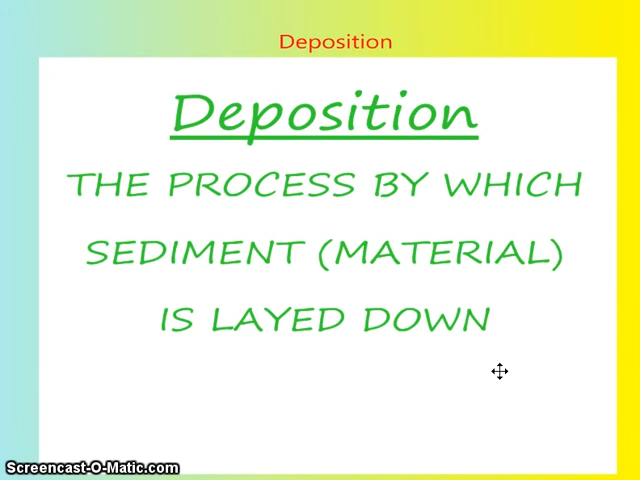 Deposition
Deposition
THE PROCESS BY WHICH
SEDIMENT (MATERIAL)
IS LAYED DOWN
Screencast-O-Matic.com